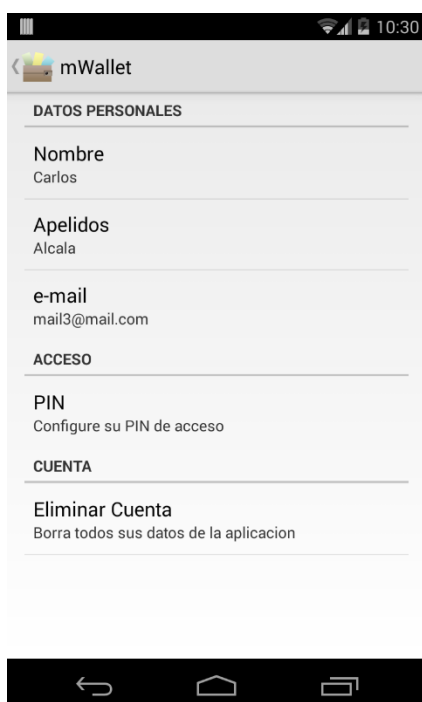 10:30
mWallet
DATOS PERSONALES
Nombre
Carlos
Apelidos
Alcala
e-mail
mail3@mail.com
ACCESO
PIN
Configure su PIN de acceso
CUENTA
Eliminar Cuenta
Borra todos sus datos de la aplicacion